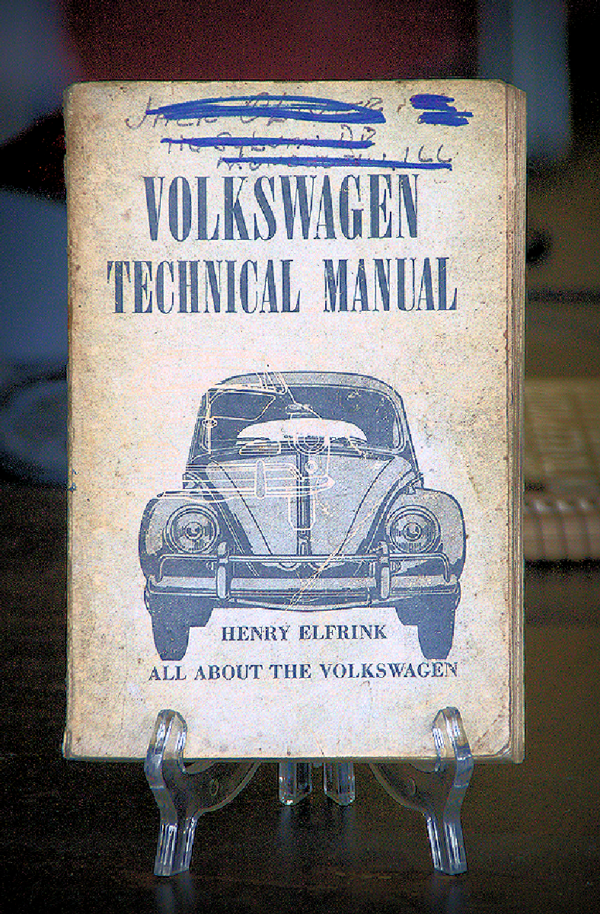 VOLKSWAGEN
TECHNICAL MANUAL
HENRY ELFRINK
ALL ABOUT THE VOLKSWAGEN